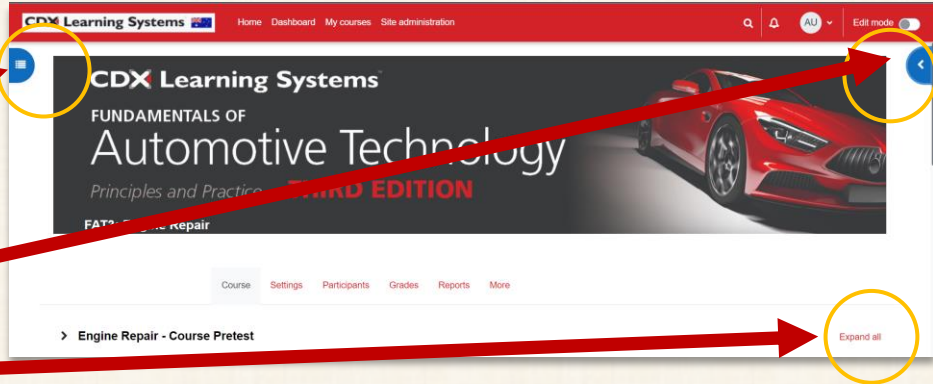 CDX Learning Systems
Home Dashboard My courses Site administration
AU
Edit mode
CDX Learning Systems
FUNDAMENTALS OF
Automotive Technology
Principles and Practice THIRD EDITION
Engine Repair
Course Settings Participants Grades Reports More
Engine Repair - Course Pretest
Expand all